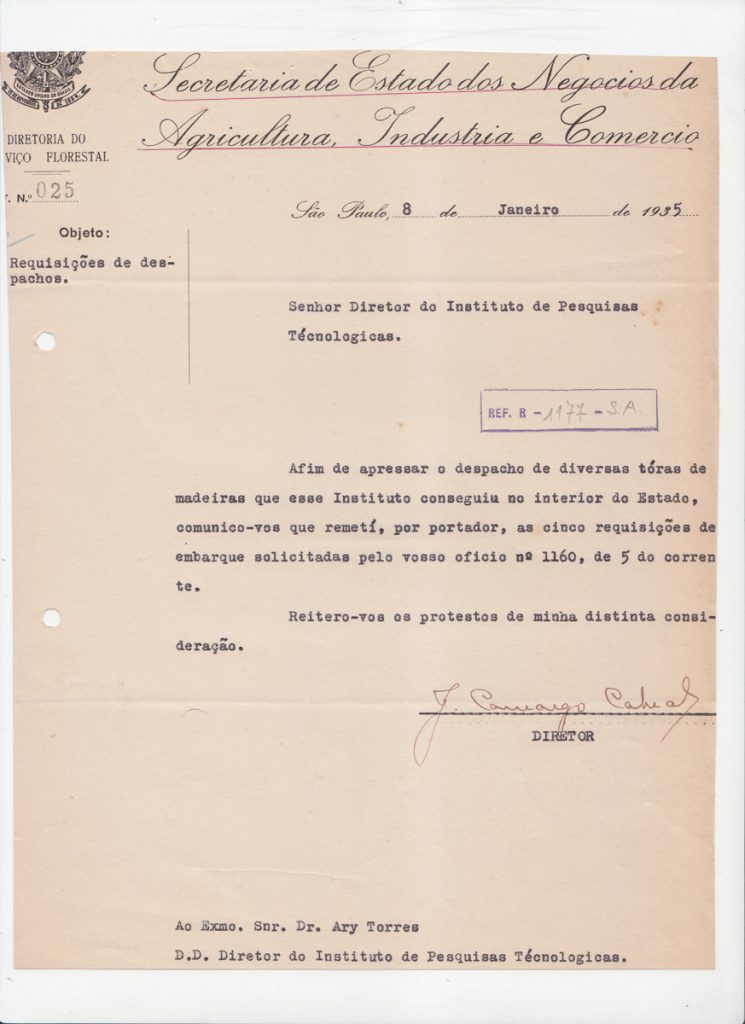 Secretaria de Estado dos Negocios da
Agricultura, Industria e Comercio
DIRETORIA DO
VIÇO FLORESTAL
. N.º 025
São Paulo, 8 de Janeiro de 1935
Objeto:
Requisições de des-
pachos.
Senhor Diretor do Instituto de Pesquisas
Técnologicas.
REF. R - 1177 - S.A.
Afim de apressar o despacho de diversas tóras de
madeiras que esse Instituto conseguiu no interior do Estado,
comunico-vos que remetí, por portador, as cinco requisições de
embarque solicitadas pelo vosso oficio nº 1160, de 5 do corren
te.
Reitero-vos os protestos de minha distinta consi-
deração.
J. Camargo Cabral
DIRETOR
Ao Exmo. Snr. Dr. Ary Torres
D.D. Diretor do Instituto de Pesquisas Técnologicas.